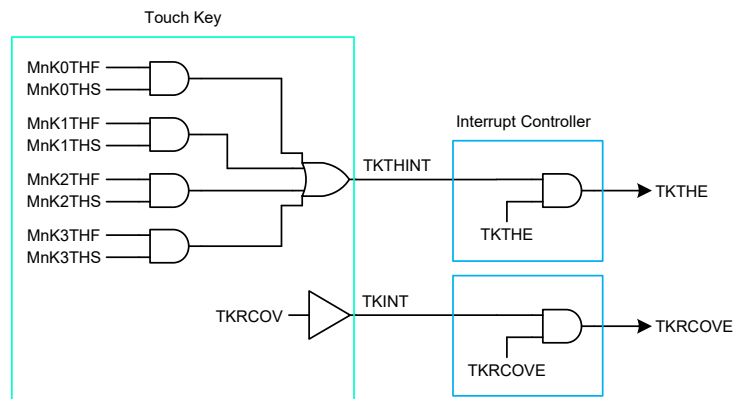 Touch Key
MnK0THF
MnK0THS
MnK1THF
MnK1THS
MnK2THF
MnK2THS
MnK3THF
MnK3THS
TKRCOV
TKTHINT
TKINT
Interrupt Controller
TKTHE
TKTHE
TKRCOVE
TKRCOVE